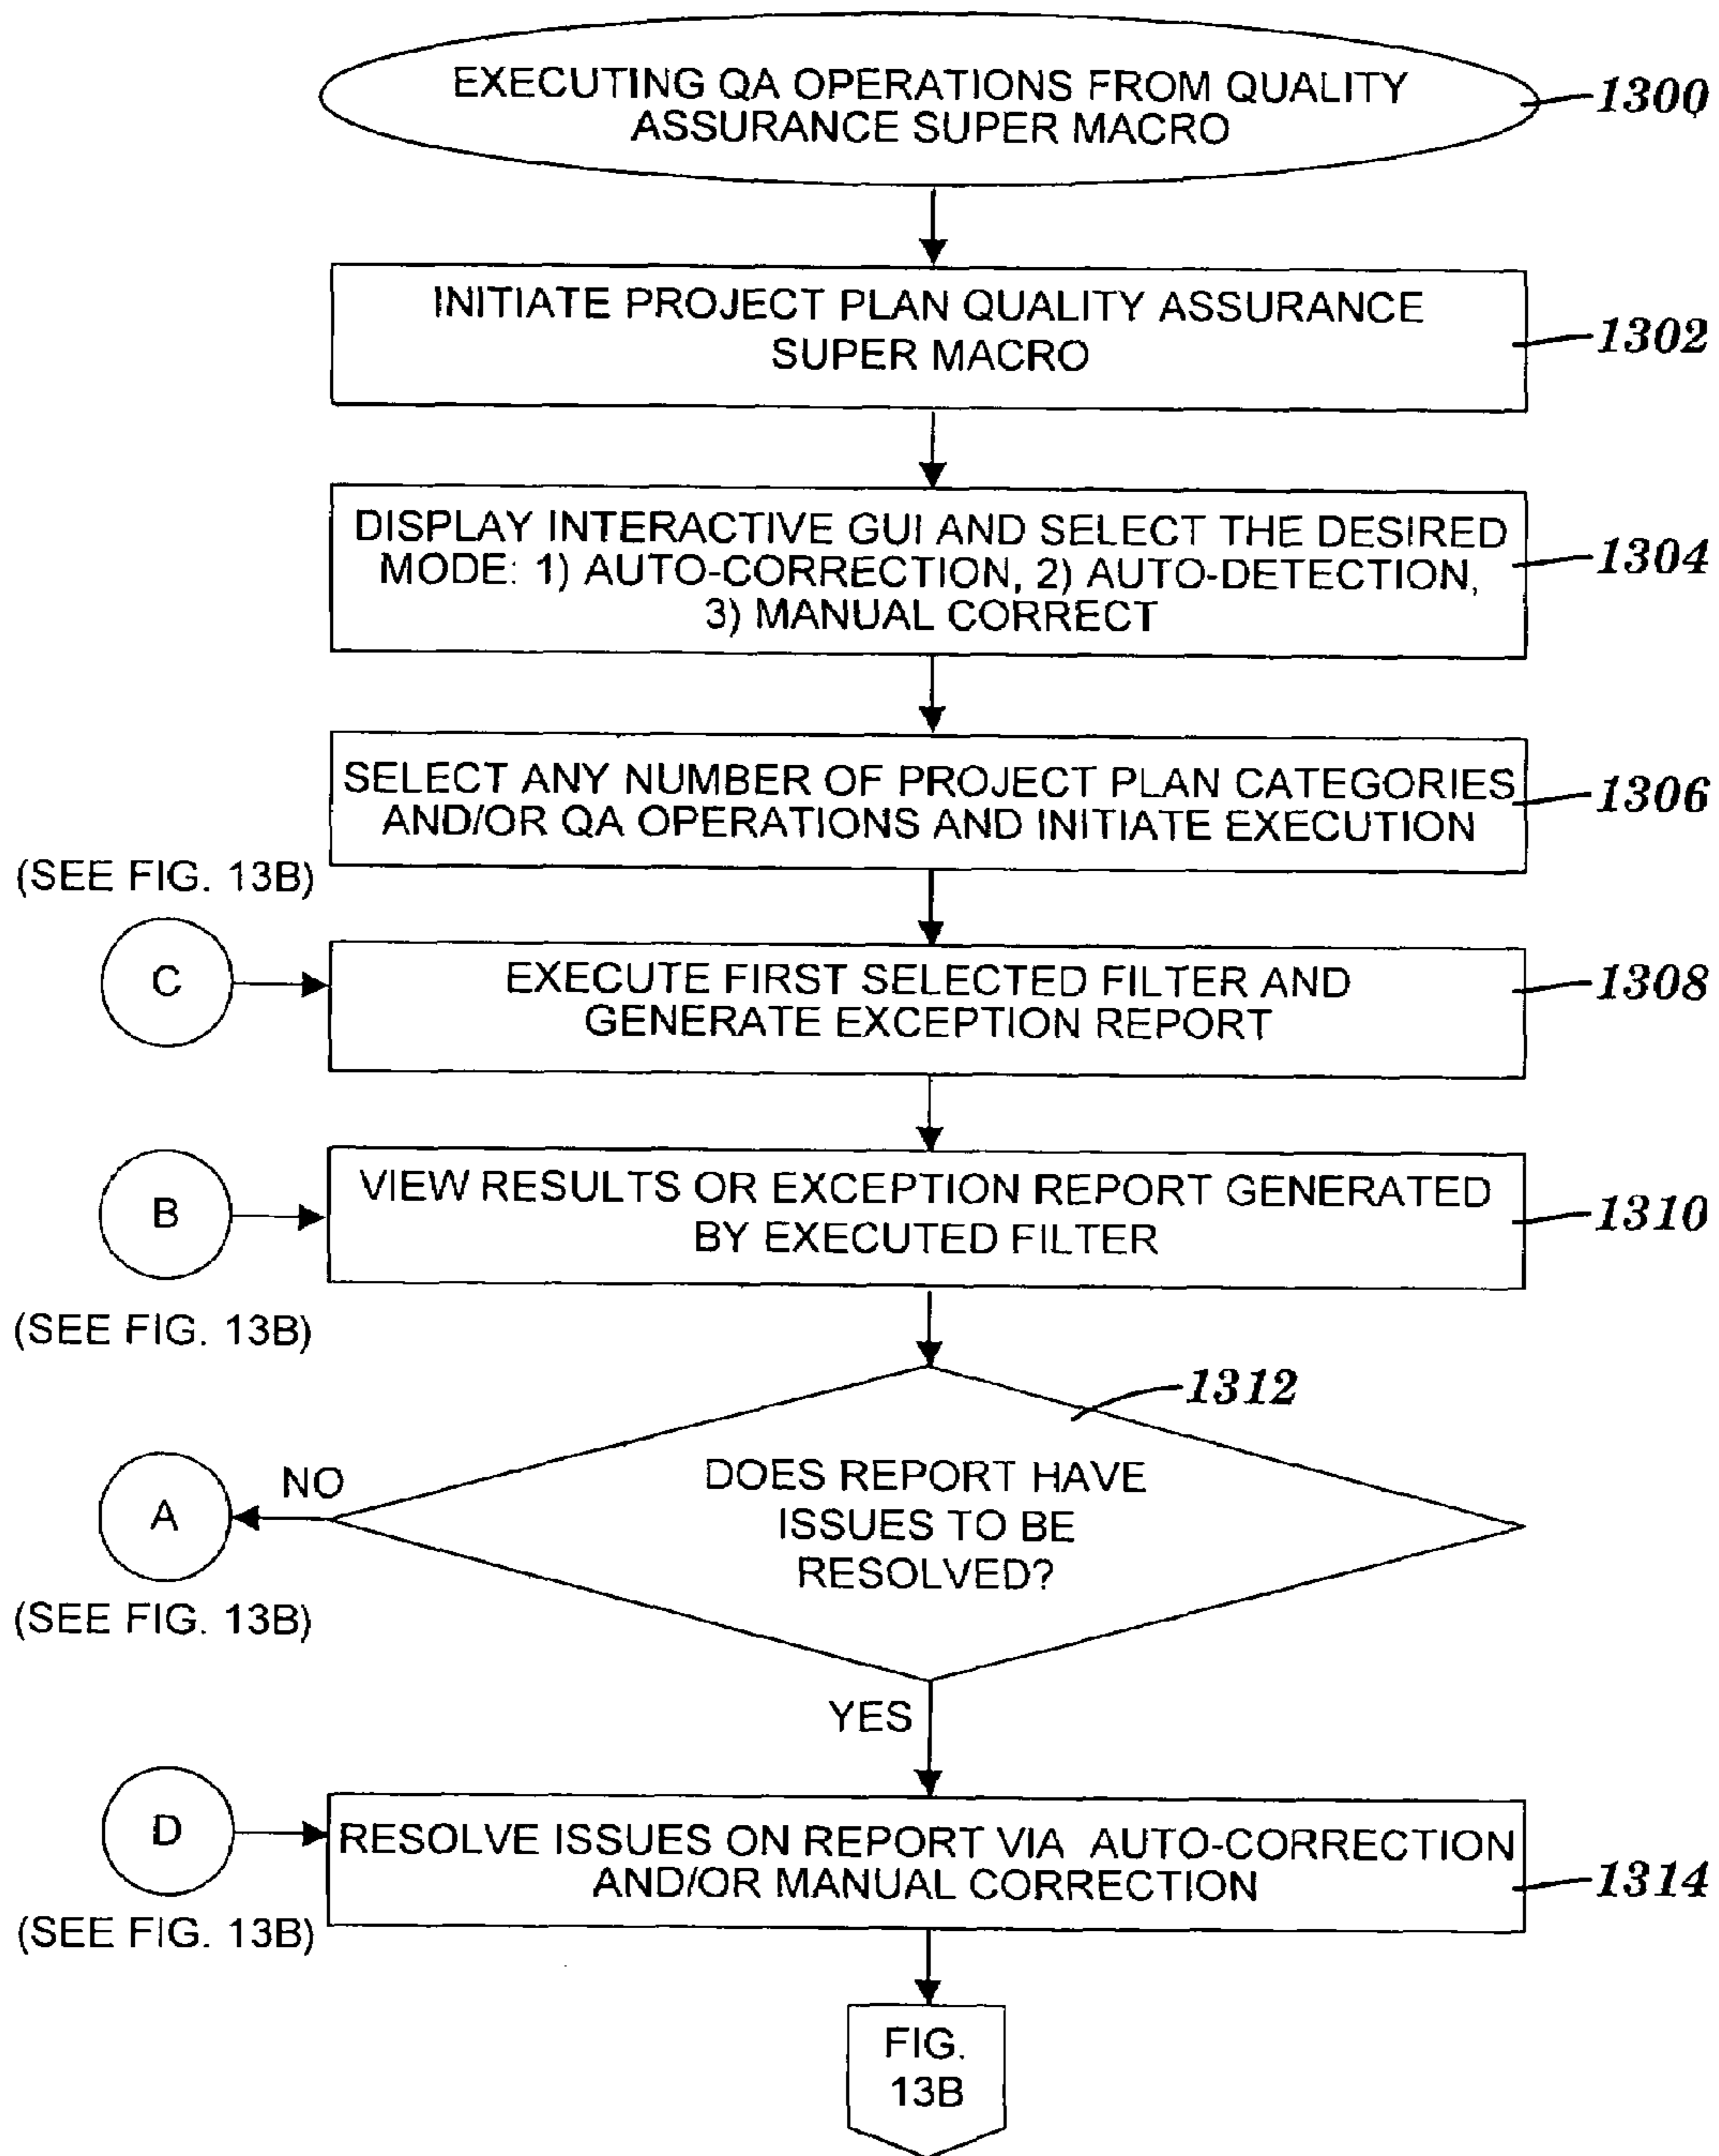 EXECUTING QA OPERATIONS FROM QUALITY
ASSURANCE SUPER MACRO
1300
INITIATE PROJECT PLAN QUALITY ASSURANCE
SUPER MACRO
1302
DISPLAY INTERACTIVE GUI AND SELECT THE DESIRED
MODE: 1) AUTO-CORRECTION, 2) AUTO-DETECTION,
3) MANUAL CORRECT
1304
SELECT ANY NUMBER OF PROJECT PLAN CATEGORIES
AND/OR QA OPERATIONS AND INITIATE EXECUTION
1306
(SEE FIG. 13B)
C
EXECUTE FIRST SELECTED FILTER AND
GENERATE EXCEPTION REPORT
1308
B
VIEW RESULTS OR EXCEPTION REPORT GENERATED
BY EXECUTED FILTER
1310
(SEE FIG. 13B)
1312
DOES REPORT HAVE
ISSUES TO BE
RESOLVED?
NO
A
(SEE FIG. 13B)
YES
D
RESOLVE ISSUES ON REPORT VIA AUTO-CORRECTION
AND/OR MANUAL CORRECTION
1314
(SEE FIG. 13B)
FIG.
13B